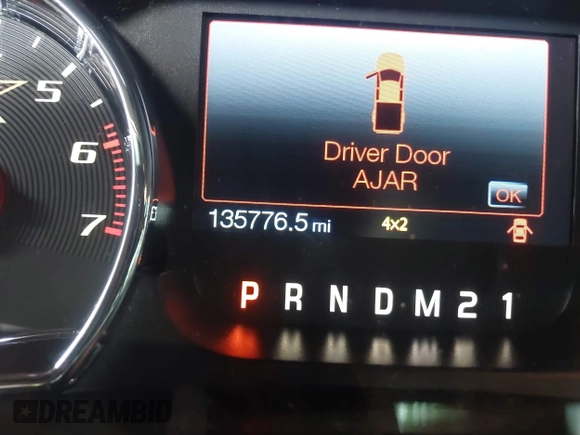 5
6
7
Driver Door
AJAR
OK
135776.5 mi 4x2
P R N D M 2 1
DREAMBID